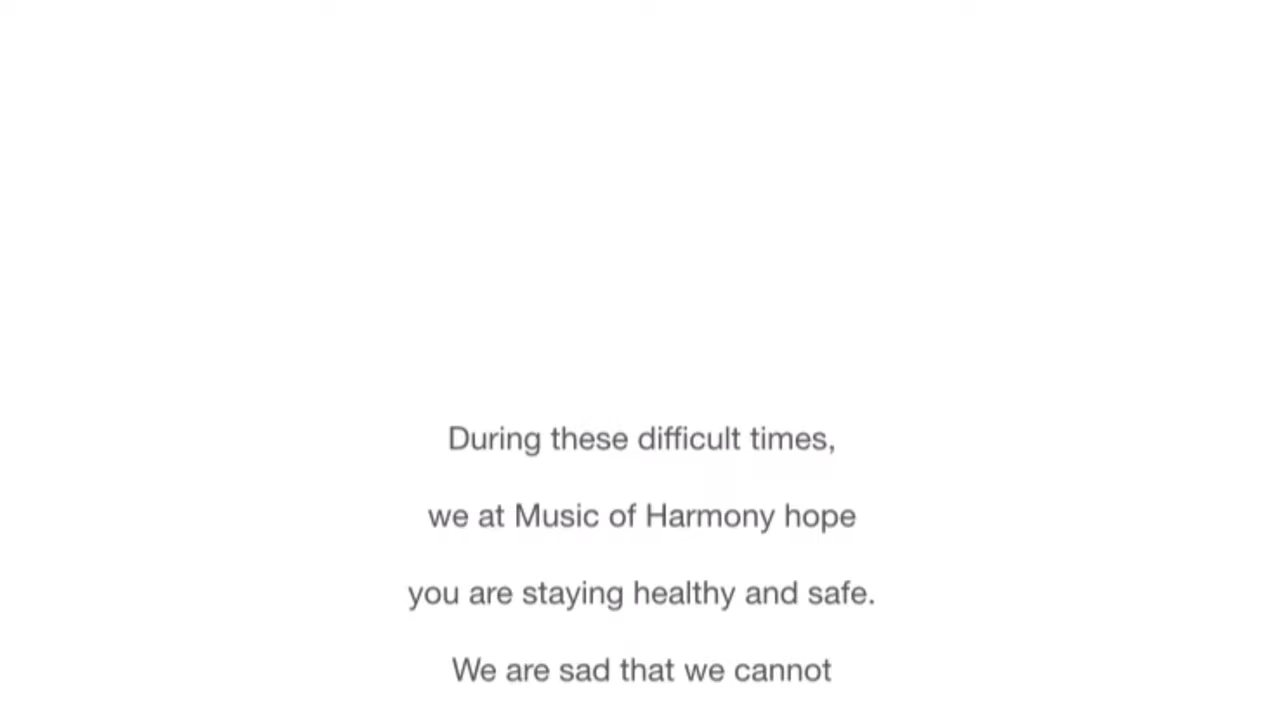 During these difficult times,
we at Music of Harmony hope
you are staying healthy and safe.
We are sad that we cannot